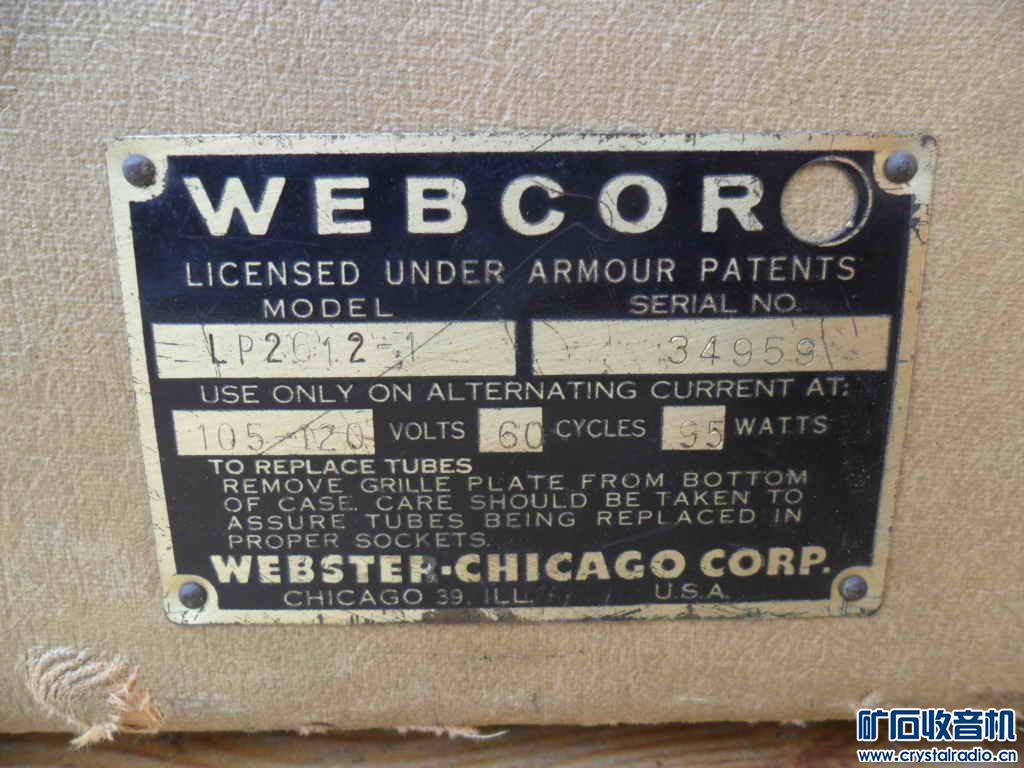 WEBCOR
LICENSED UNDER ARMOUR PATENTS
MODEL SERIAL NO.
LP2012-1 34959
USE ONLY ON ALTERNATING CURRENT AT:
105-120 VOLTS 60 CYCLES 95 WATTS
TO REPLACE TUBES
REMOVE GRILLE PLATE FROM BOTTOM
OF CASE. CARE SHOULD BE TAKEN TO
ASSURE TUBES BEING REPLACED IN
PROPER SOCKETS.
WEBSTER-CHICAGO CORP.
CHICAGO 39, ILL. U.S.A.
矿石收音机
www.crystalradio.cn